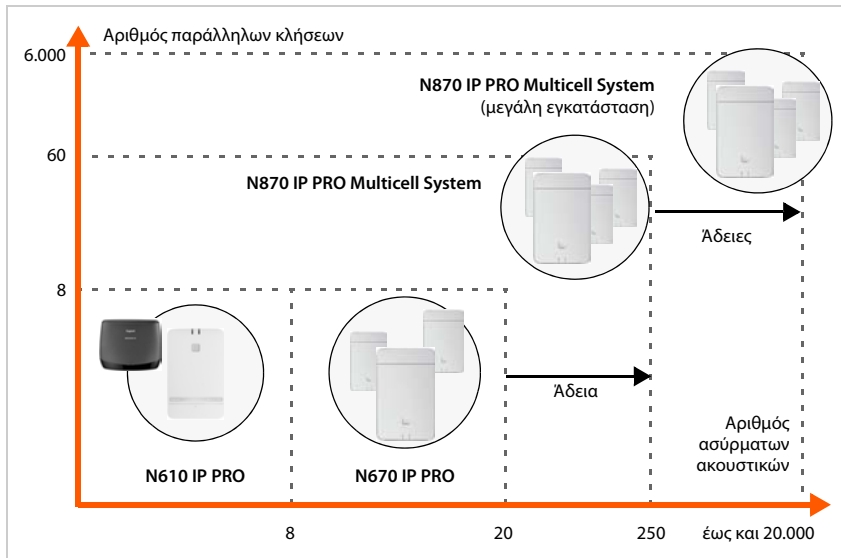 Αριθμός παράλληλων κλήσεων
6.000
N870 IP PRO Multicell System
(μεγάλη εγκατάσταση)
60
N870 IP PRO Multicell System
Άδειες
8
Άδεια
Αριθμός
ασύρματων
ακουστικών
N610 IP PRO
N670 IP PRO
8
20
250
έως και 20.000